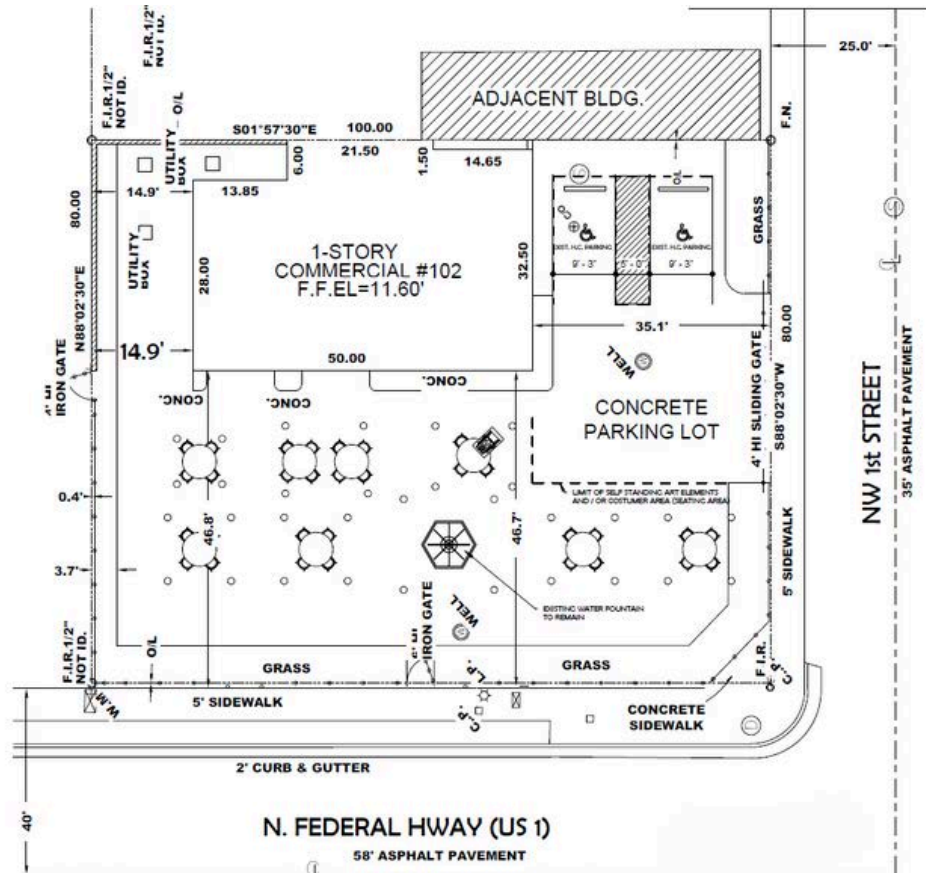 F.I.R.1/2"
NOT ID.
F.I.R.1/2"
NOT ID.
UTILITY
BOX
O/L
S01°57'30"E
100.00
21.50
6.00
1.50
14.65
ADJACENT BLDG.
25.0'
F.N.
O/L
S
GRASS
80.00
14.9'
13.85
UTILITY
BOX
N88°02'30"E
28.00
1-STORY
COMMERCIAL #102
F.F.EL=11.60'
32.50
EXIST. H.C. PARKING
9' - 3"
5' - 0"
EXIST. H.C. PARKING
9' - 3"
S
35.1'
80.00
S88°02'30"W
4' HI SLIDING GATE
14.9'
50.00
WELL
W
CONC.
CONC.
CONC.
IRON GATE
CONCRETE
PARKING LOT
LIMIT OF SELF STANDING ART ELEMENTS
AND / OR COSTUMER AREA (SEATING AREA)
NW 1st STREET
35' ASPHALT PAVEMENT
0.4'
46.8'
46.7'
3.7'
5' SIDEWALK
EXISTING WATER FOUNTAIN
TO REMAIN
WELL
W
IRON GATE
F.I.R.1/2"
NOT ID.
O/L
GRASS
L.P.
GRASS
F.I.R.
C..P.
W.M
5' SIDEWALK
C..P.
CONCRETE
SIDEWALK
D
2' CURB & GUTTER
40'
N. FEDERAL HWAY (US 1)
58' ASPHALT PAVEMENT